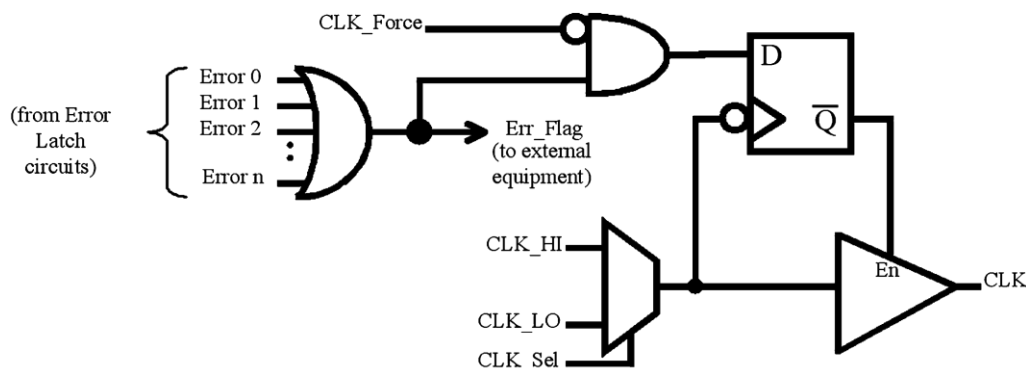 CLK_Force
Error 0
Error 1
Error 2
Error n
(from Error
Latch
circuits)
Err_Flag
(to external
equipment)
D
Q
CLK_HI
CLK_LO
CLK_Sel
En
CLK